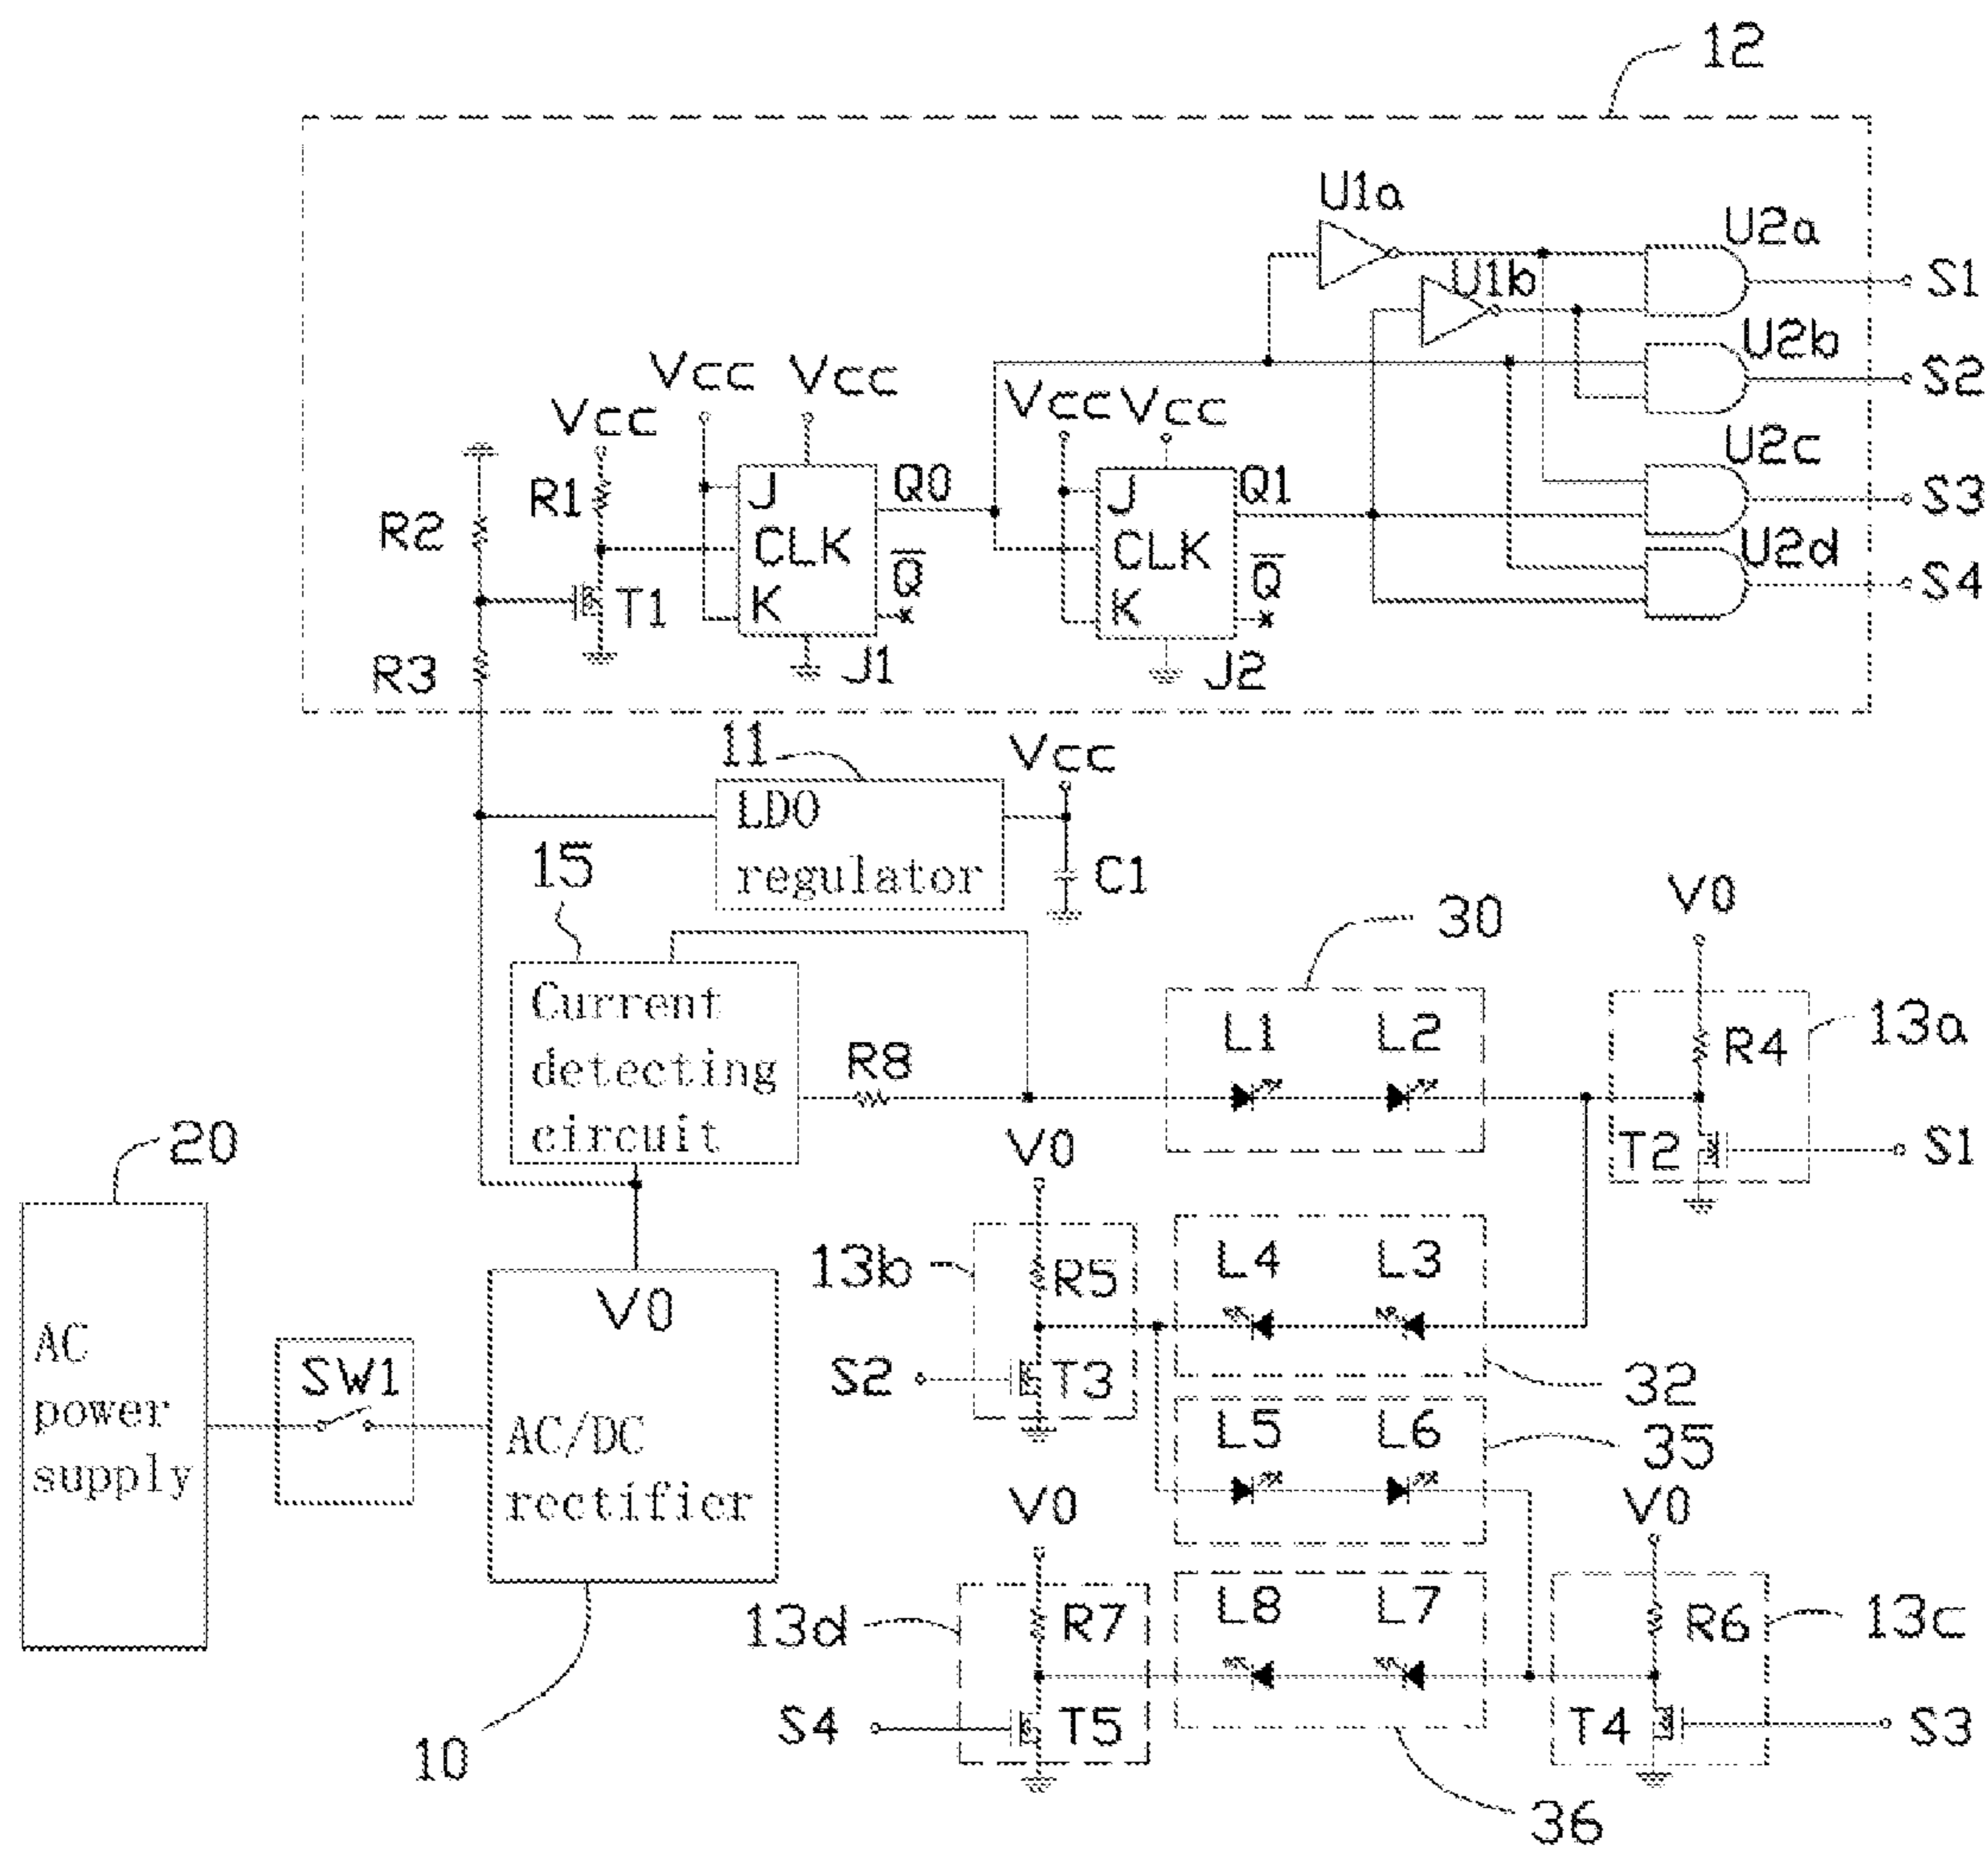 12
U1a
U2a
S1
U1b
U2b
S2
Vcc
Vcc
Vcc
Vcc
Vcc
U2c
S3
R1
J
Q0
J
Q1
R2
CLK
CLK
U2d
S4
T1
K
Q
K
Q
R3
J1
J2
11
Vcc
LDO
regulator
C1
15
V0
30
Current
detecting
circuit
R8
L1
L2
R4
13a
20
V0
T2
S1
13b
R5
L4
L3
V0
AC
power
supply
SW1
S2
T3
32
AC/DC
rectifier
L5
L6
35
V0
V0
13d
R7
L8
L7
R6
13c
S4
T5
T4
S3
10
36